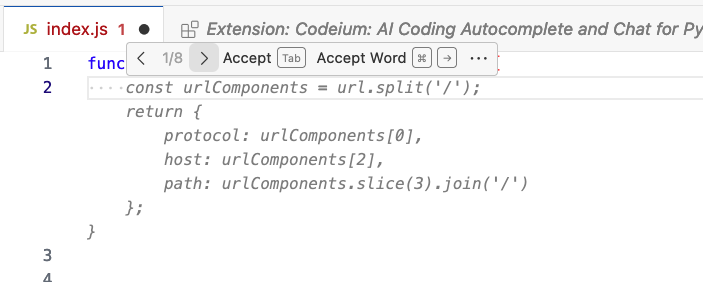 JS index.js 1 Extension: Codeium: AI Coding Autocomplete and Chat for Py
1/8 Accept Tab Accept Word ⌘ → ···
1 func
2 const urlComponents = url.split('/');
return {
protocol: urlComponents[0],
host: urlComponents[2],
path: urlComponents.slice(3).join('/')
};
}
3
4